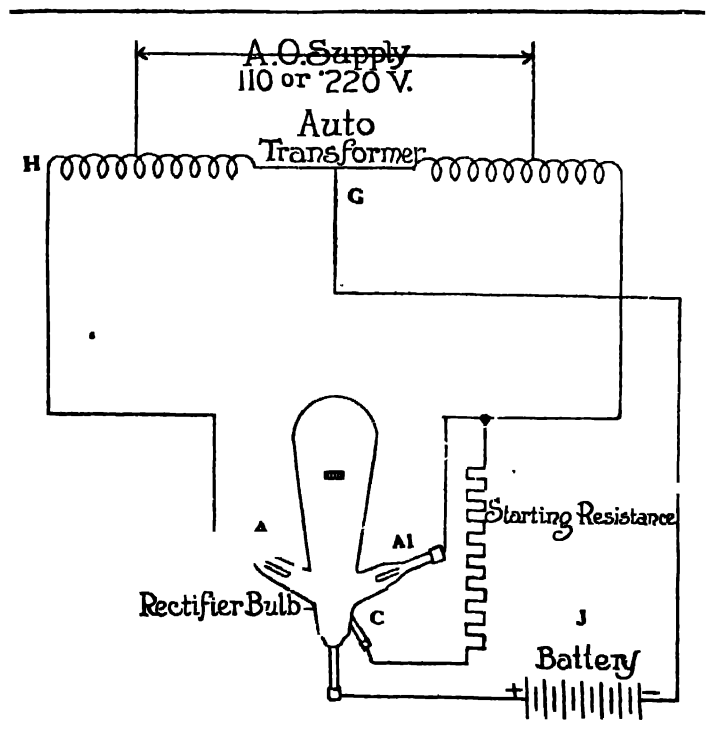 A.O.Supply
110 or 220 V.
Auto
Transformer
H
G
A
A1
Starting Resistance
Rectifier Bulb
C
J
Battery
+ −